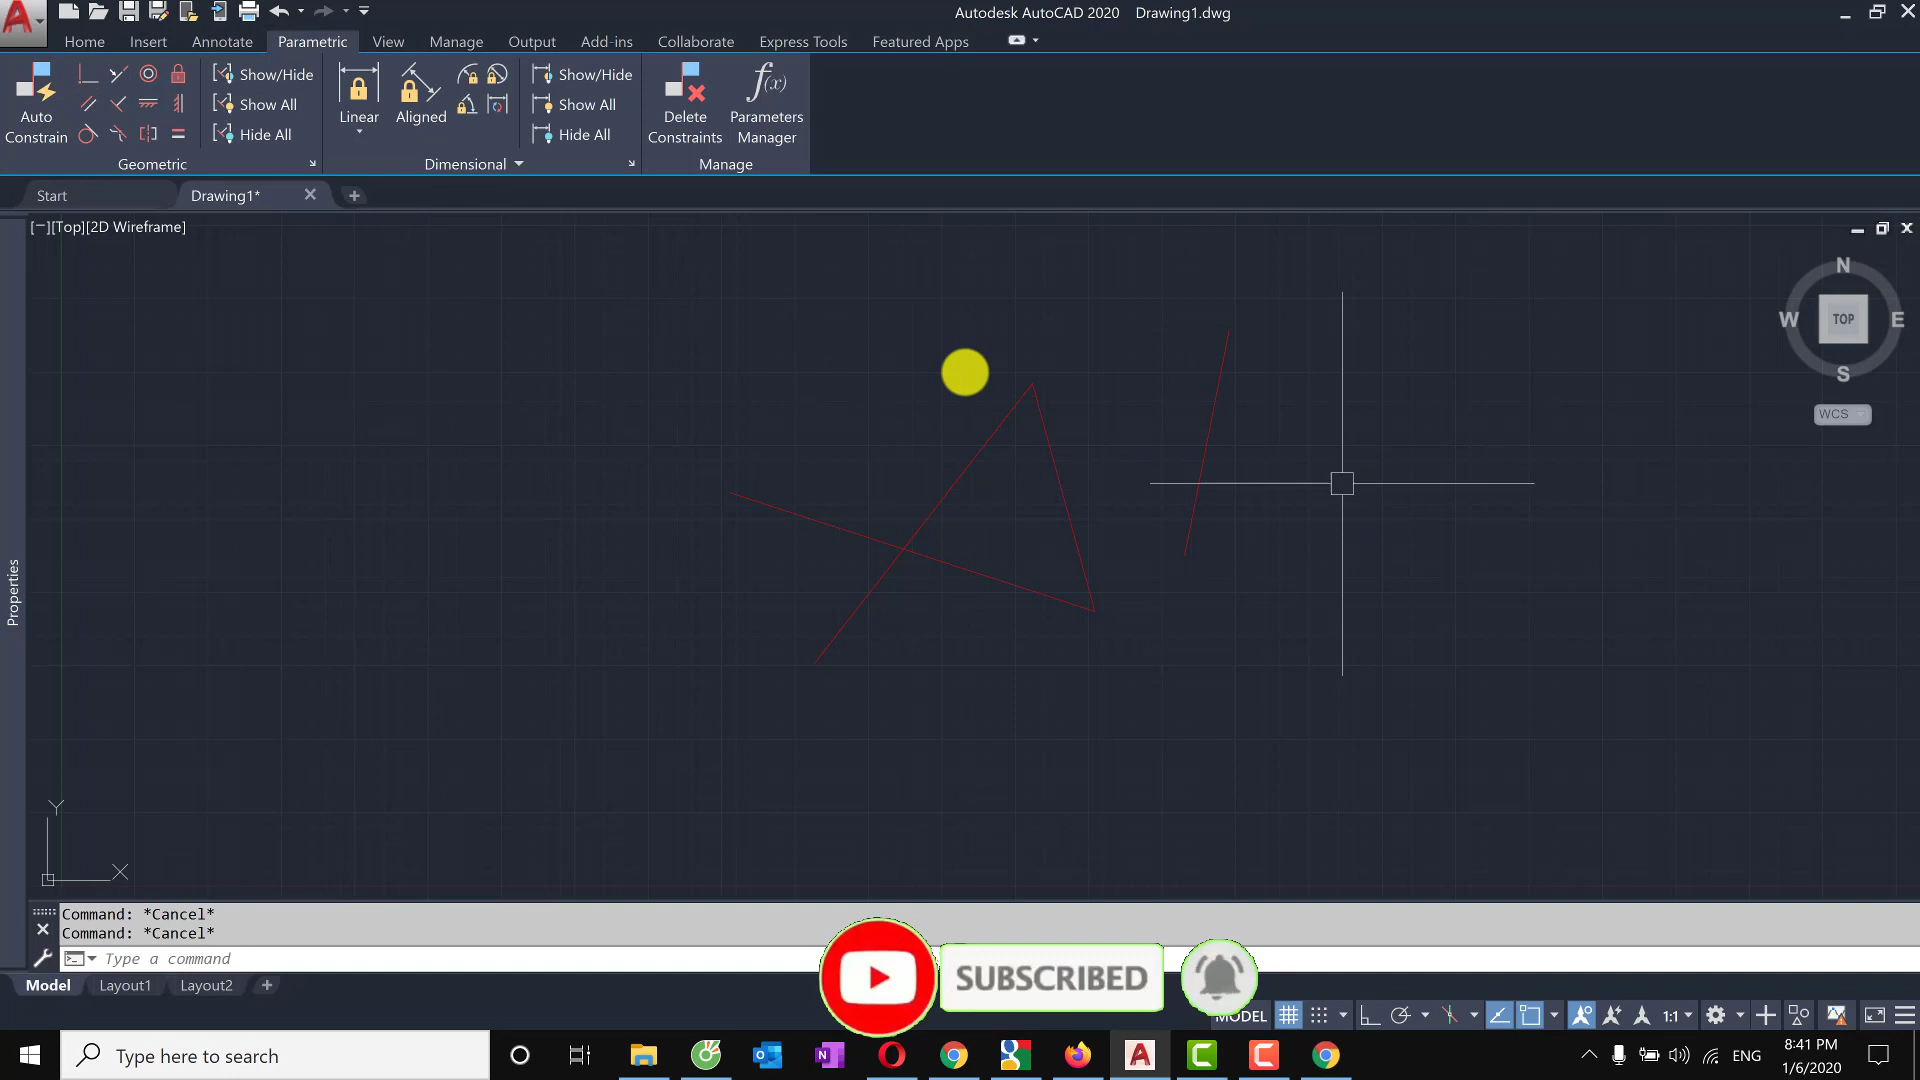 Autodesk AutoCAD 2020 Drawing1.dwg
Home Insert Annotate Parametric View Manage Output Add-ins Collaborate Express Tools Featured Apps
Auto Constrain
Show/Hide
Show All
Hide All
Geometric
Linear
Aligned
Show/Hide
Show All
Hide All
Dimensional
Delete Constraints
f(x)
Parameters Manager
Manage
Start
Drawing1*
[−][Top][2D Wireframe]
N
W TOP E
S
WCS
Properties
Y
X
Command: *Cancel*
Command: *Cancel*
Type a command
SUBSCRIBED
Model Layout1 Layout2
MODEL
1:1
Type here to search
ENG
8:41 PM
1/6/2020